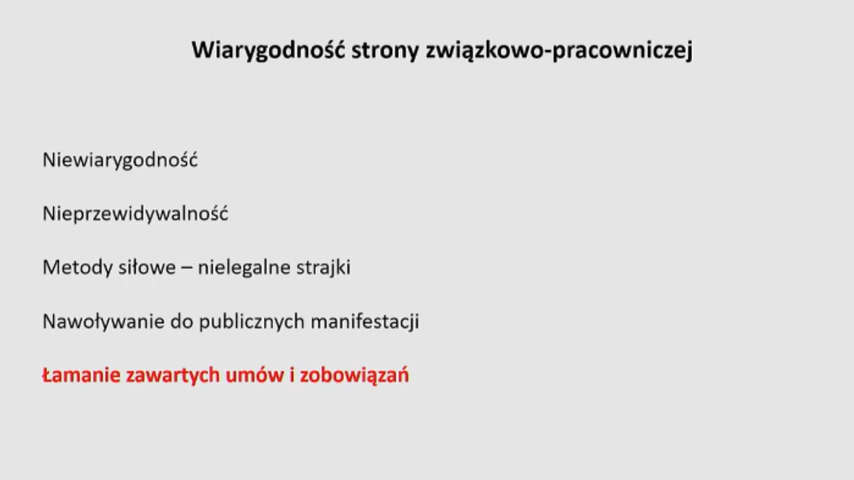 Wiarygodność strony związkowo-pracowniczej
Niewiarygodność
Nieprzewidywalność
Metody siłowe – nielegalne strajki
Nawoływanie do publicznych manifestacji
Łamanie zawartych umów i zobowiązań